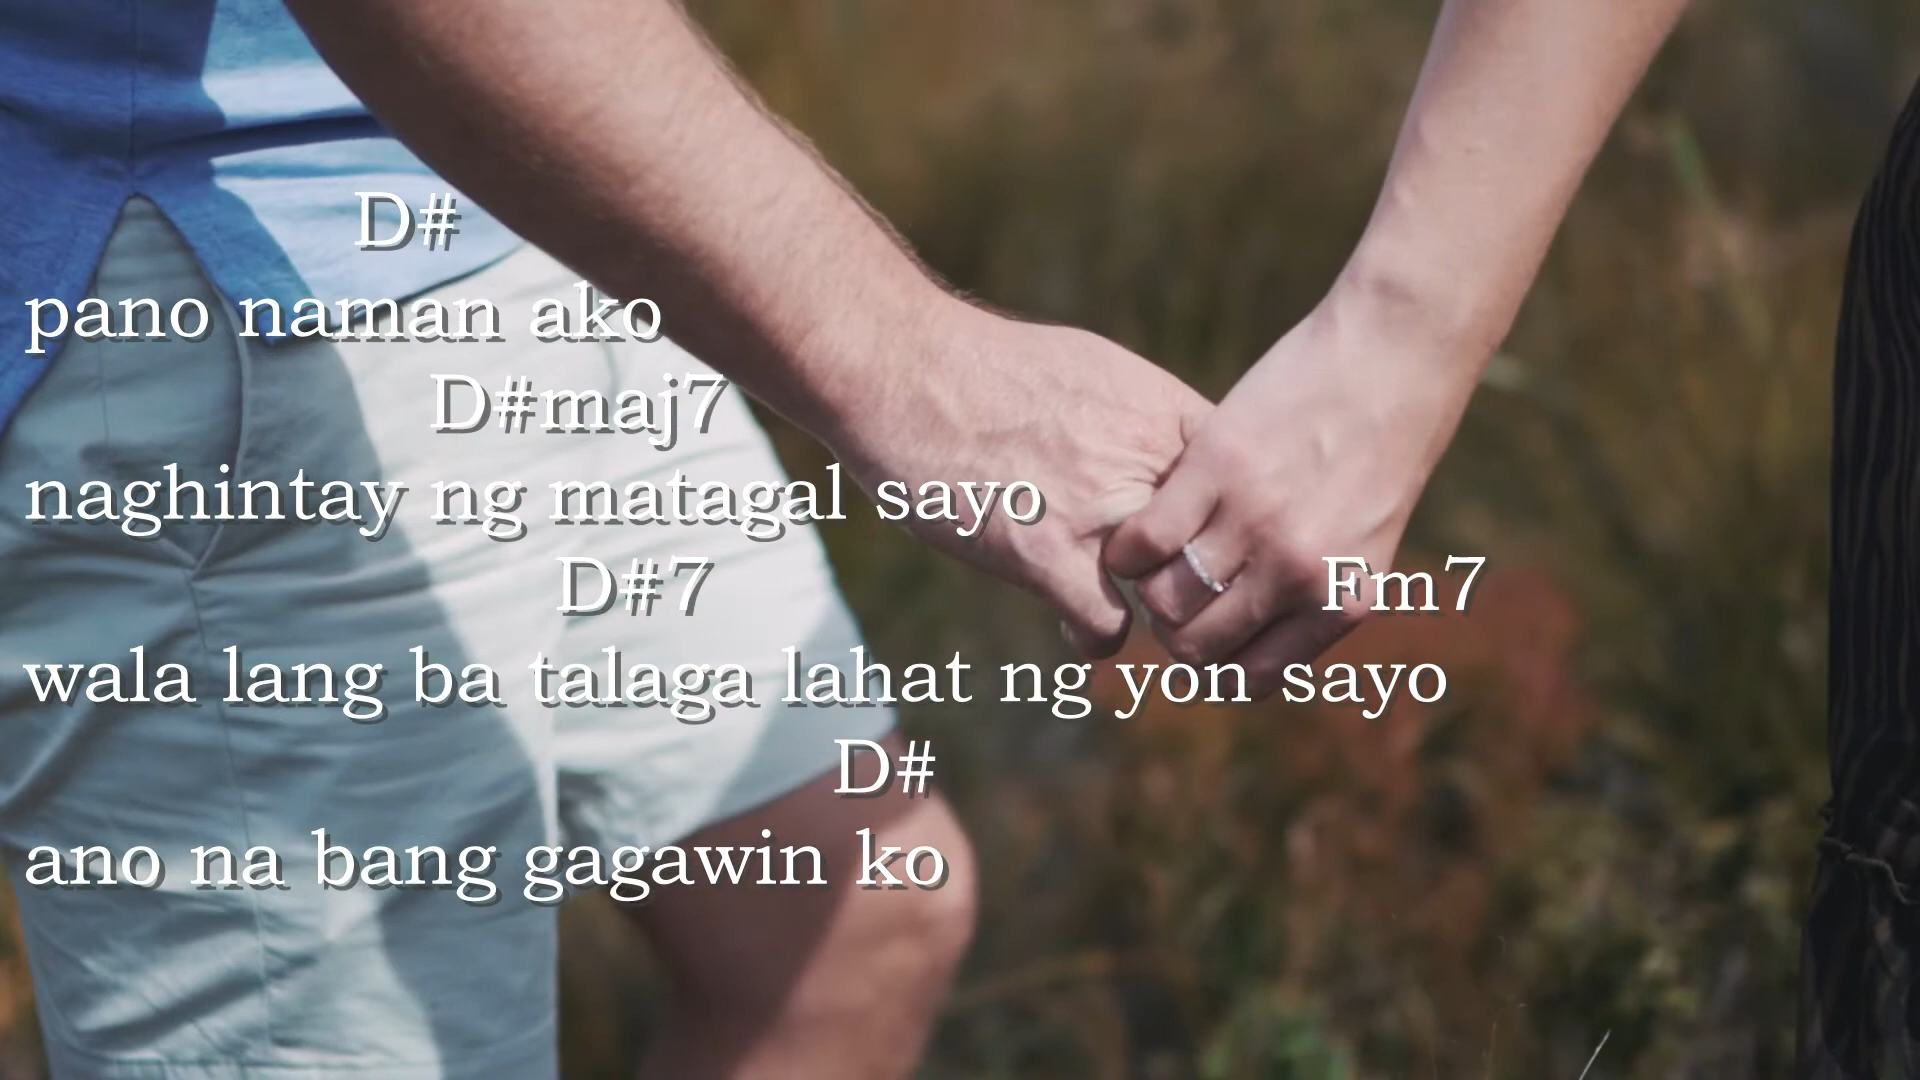 D#
pano naman ako
D#maj7
naghintay ng matagal sayo
D#7 Fm7
wala lang ba talaga lahat ng yon sayo
D#
ano na bang gagawin ko